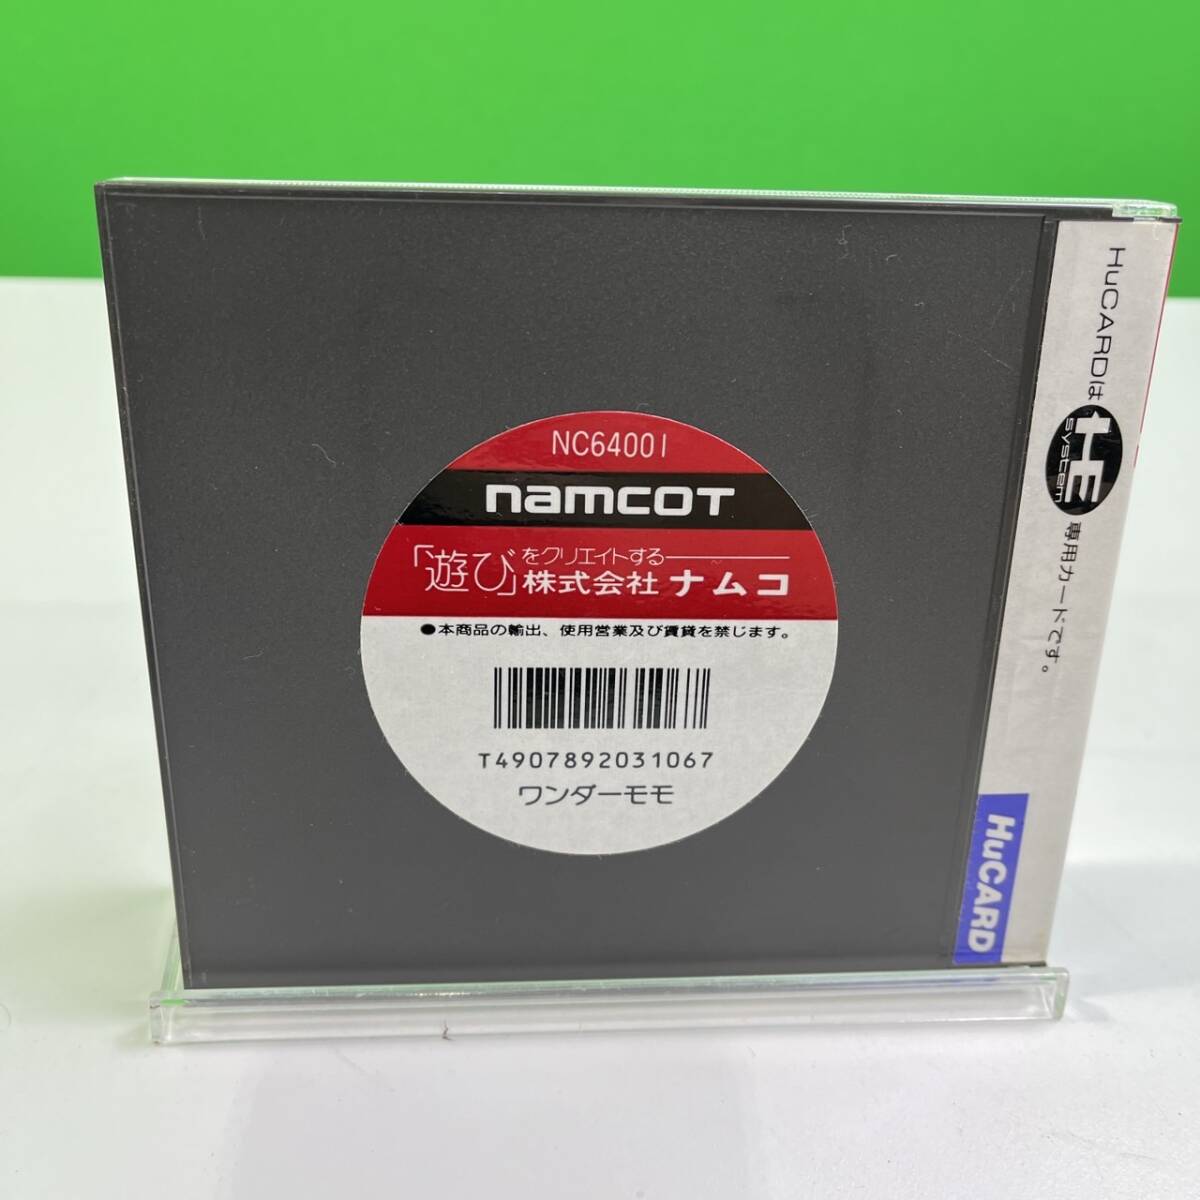 NC64001
namcoT
「遊び」をクリエイトする
株式会社ナムコ
●本商品の輸出、使用営業及び賃貸を禁じます。
T4907892031067
ワンダーモモ
HuCARDは HE system 専用カードです。
HuCARD